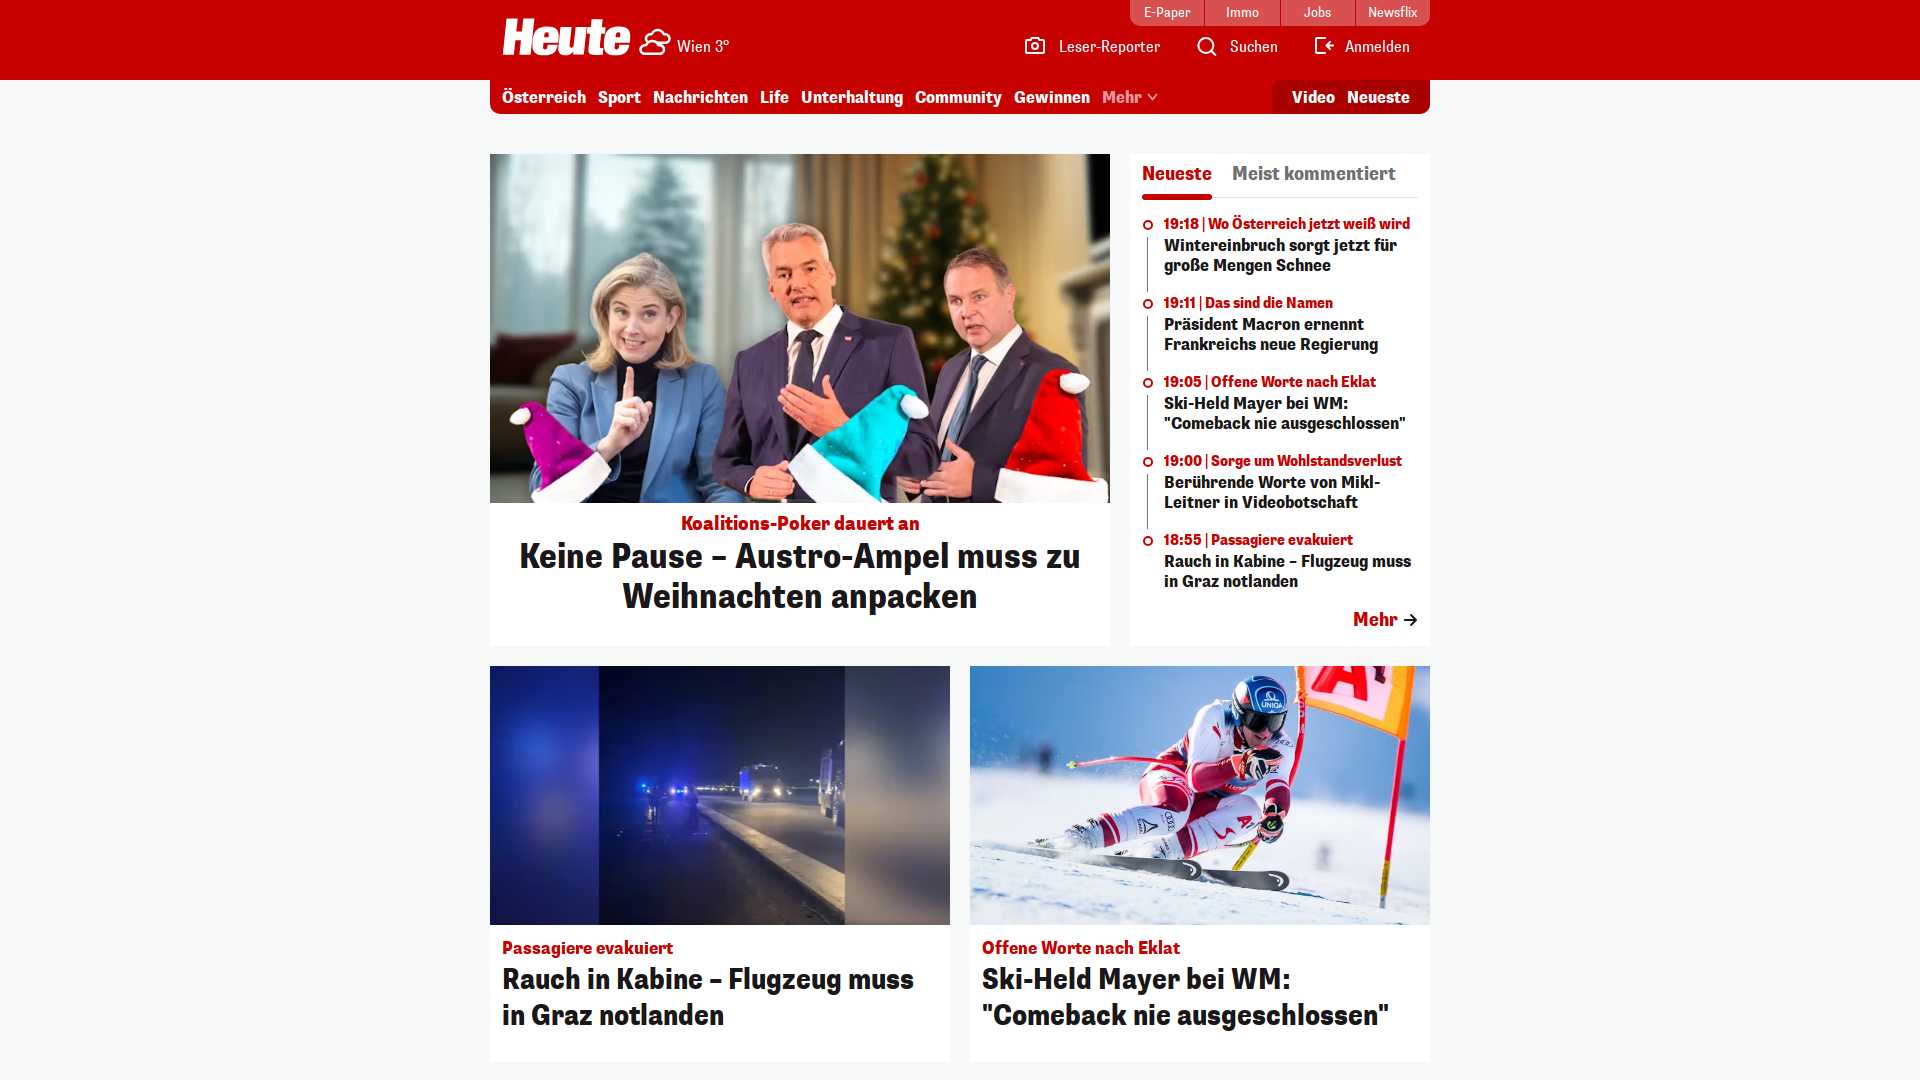 E-Paper
Immo
Jobs
Newsflix
Heute
Wien 3°
Leser-Reporter
Suchen
Anmelden
Österreich
Sport
Nachrichten
Life
Unterhaltung
Community
Gewinnen
Mehr
Video
Neueste
Koalitions-Poker dauert an
Keine Pause – Austro-Ampel muss zu
Weihnachten anpacken
Neueste
Meist kommentiert
19:18 | Wo Österreich jetzt weiß wird
Wintereinbruch sorgt jetzt für
große Mengen Schnee
19:11 | Das sind die Namen
Präsident Macron ernennt
Frankreichs neue Regierung
19:05 | Offene Worte nach Eklat
Ski-Held Mayer bei WM:
"Comeback nie ausgeschlossen"
19:00 | Sorge um Wohlstandsverlust
Berührende Worte von Mikl-
Leitner in Videobotschaft
18:55 | Passagiere evakuiert
Rauch in Kabine – Flugzeug muss
in Graz notlanden
Mehr
Passagiere evakuiert
Rauch in Kabine – Flugzeug muss
in Graz notlanden
UNIQA
Offene Worte nach Eklat
Ski-Held Mayer bei WM:
"Comeback nie ausgeschlossen"